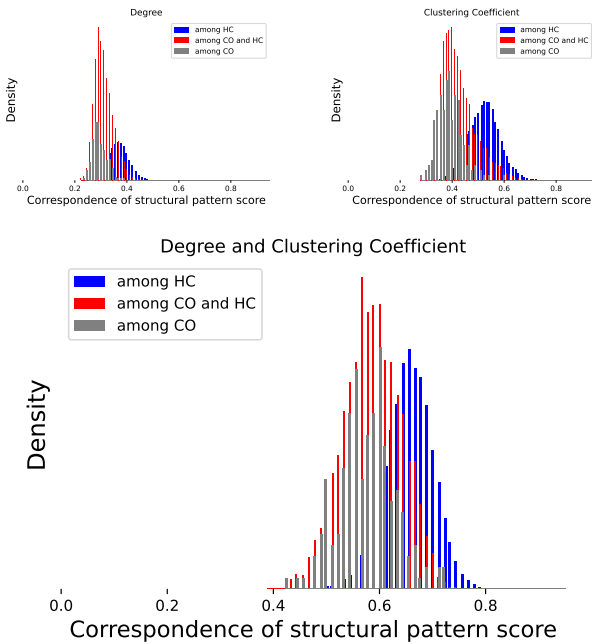 Degree
among HC
among CO and HC
among CO
Density
0.0 0.2 0.4 0.6 0.8
Correspondence of structural pattern score
Clustering Coefficient
among HC
among CO and HC
among CO
Density
0.0 0.2 0.4 0.6 0.8
Correspondence of structural pattern score
Degree and Clustering Coefficient
among HC
among CO and HC
among CO
Density
0.0 0.2 0.4 0.6 0.8
Correspondence of structural pattern score